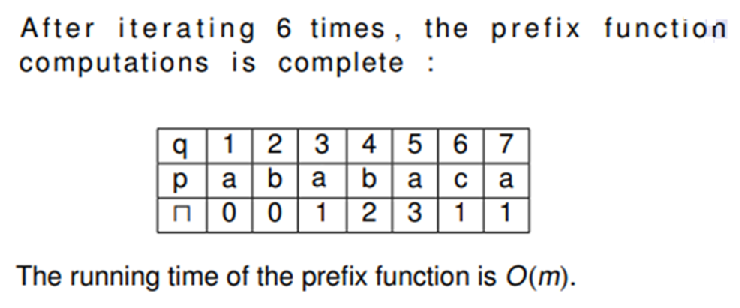 After iterating 6 times, the prefix function
computations is complete :
q 1 2 3 4 5 6 7
p a b a b a c a
Π 0 0 1 2 3 1 1
The running time of the prefix function is O(m).